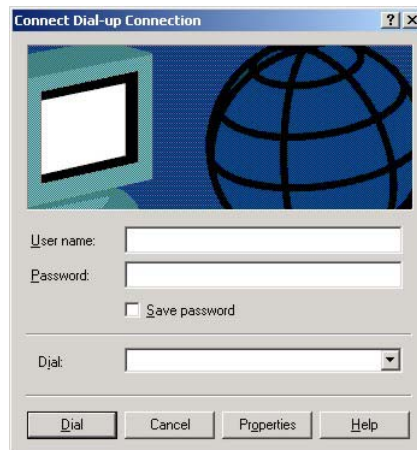 Connect Dial-up Connection
User name:
Password:
Save password
Dial:
Dial Cancel Properties Help